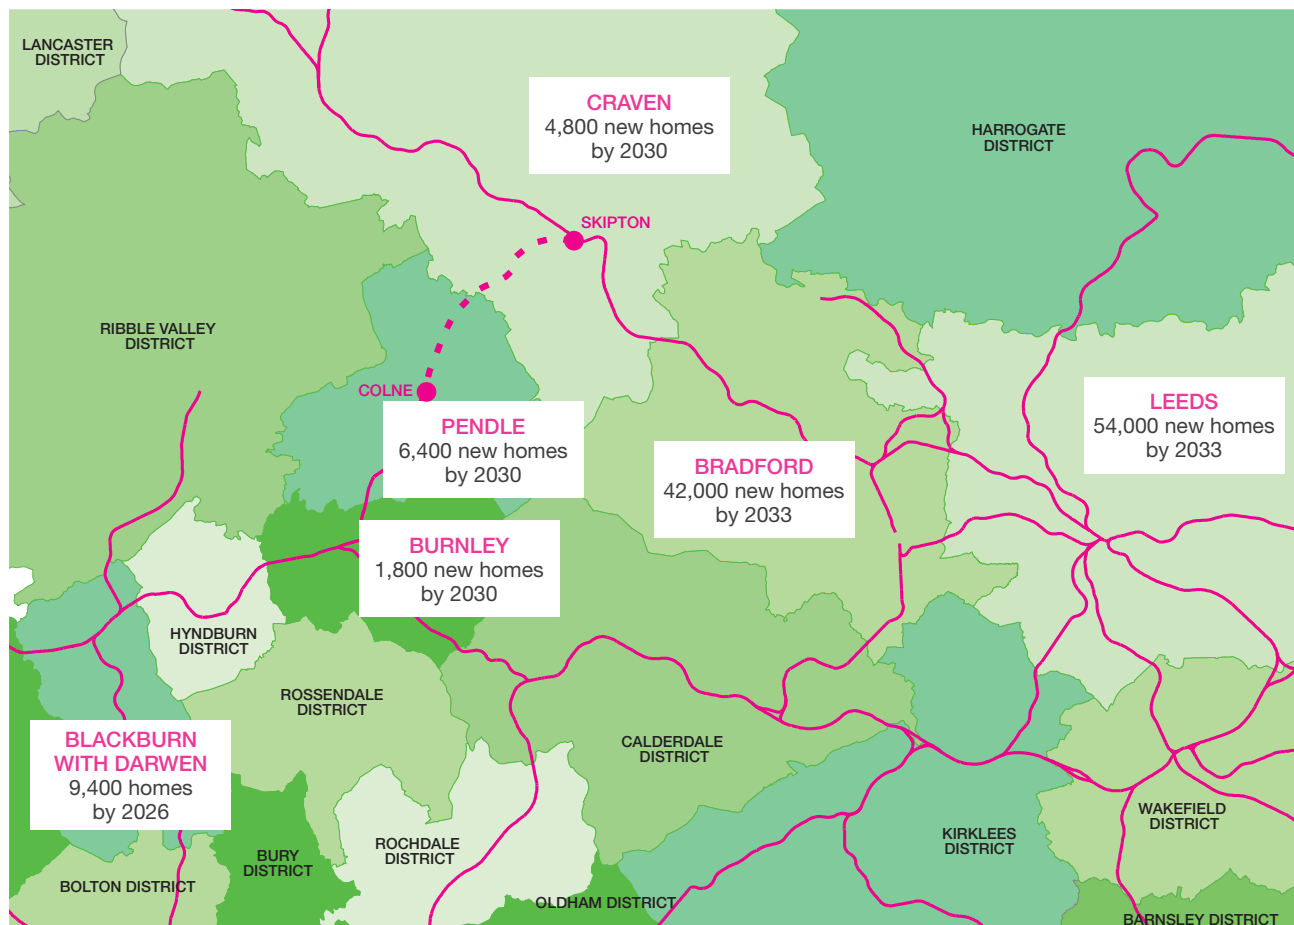 LANCASTER
DISTRICT
CRAVEN
4,800 new homes
by 2030
HARROGATE
DISTRICT
SKIPTON
RIBBLE VALLEY
DISTRICT
COLNE
PENDLE
6,400 new homes
by 2030
LEEDS
54,000 new homes
by 2033
BRADFORD
42,000 new homes
by 2033
BURNLEY
1,800 new homes
by 2030
HYNDBURN
DISTRICT
ROSSENDALE
DISTRICT
BLACKBURN
WITH DARWEN
9,400 homes
by 2026
CALDERDALE
DISTRICT
WAKEFIELD
DISTRICT
KIRKLEES
DISTRICT
ROCHDALE
DISTRICT
BURY
DISTRICT
BOLTON DISTRICT
OLDHAM DISTRICT
BARNSLEY DISTRICT